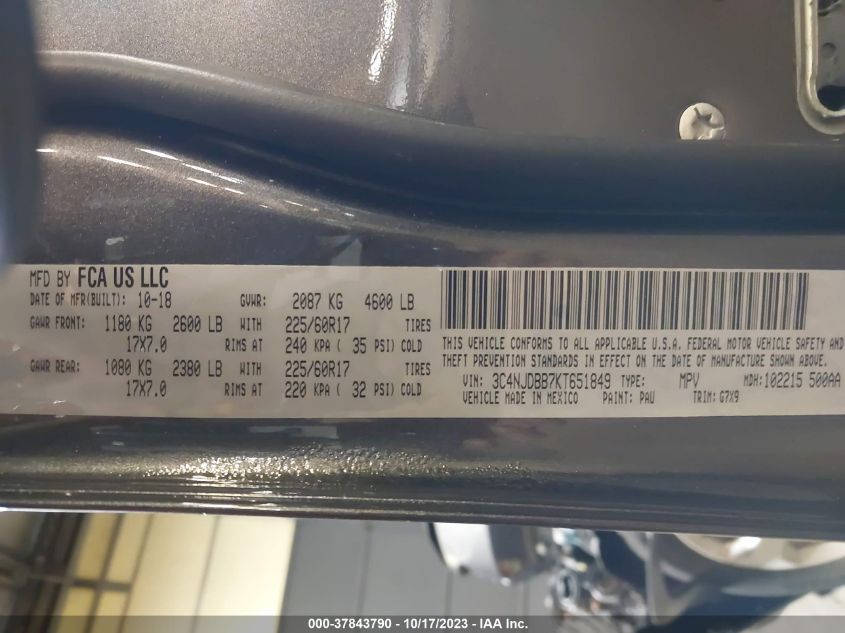 MFD BY FCA US LLC
DATE OF MFR(BUILT): 10-18 GVWR: 2087 KG 4600 LB
GAWR FRONT: 1180 KG 2600 LB WITH 225/60R17 TIRES
17X7.0 RIMS AT 240 KPA ( 35 PSI) COLD
GAWR REAR: 1080 KG 2380 LB WITH 225/60R17 TIRES
17X7.0 RIMS AT 220 KPA ( 32 PSI) COLD
THIS VEHICLE CONFORMS TO ALL APPLICABLE U.S.A. FEDERAL MOTOR VEHICLE SAFETY AND
THEFT PREVENTION STANDARDS IN EFFECT ON THE DATE OF MANUFACTURE SHOWN ABOVE.
VIN: 3C4NJDBB7KT651849 TYPE: MPV MDH: 102215 500AA
VEHICLE MADE IN MEXICO PAINT: PAU TRIM: G7X9
000-37843790 - 10/17/2023 - IAA Inc.